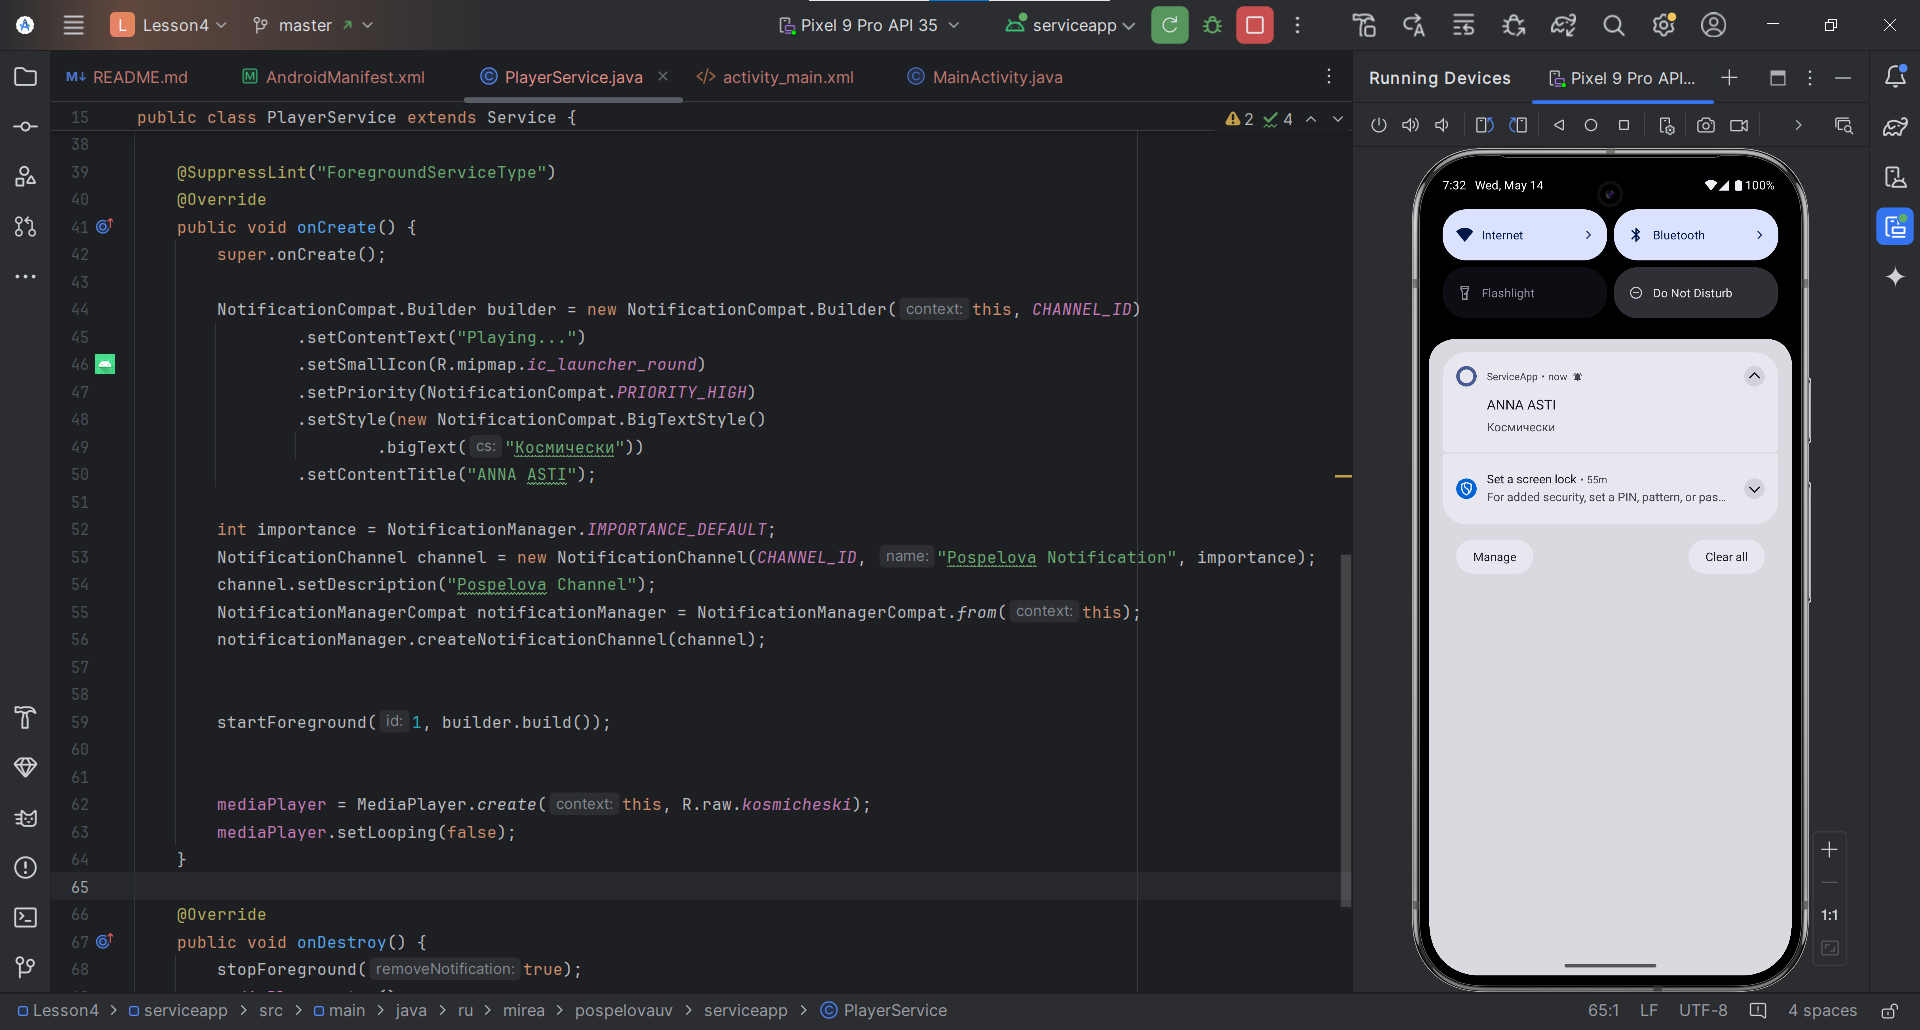 L Lesson4 master Pixel 9 Pro API 35 serviceapp
M↓ README.md M AndroidManifest.xml C PlayerService.java </> activity_main.xml C MainActivity.java
15 public class PlayerService extends Service { 2 4
38
39 @SuppressLint("ForegroundServiceType")
40 @Override
41 public void onCreate() {
42 super.onCreate();
43
44 NotificationCompat.Builder builder = new NotificationCompat.Builder( context: this, CHANNEL_ID)
45 .setContentText("Playing...")
46 .setSmallIcon(R.mipmap.ic_launcher_round)
47 .setPriority(NotificationCompat.PRIORITY_HIGH)
48 .setStyle(new NotificationCompat.BigTextStyle()
49 .bigText( cs: "Космически"))
50 .setContentTitle("ANNA ASTI");
51
52 int importance = NotificationManager.IMPORTANCE_DEFAULT;
53 NotificationChannel channel = new NotificationChannel(CHANNEL_ID, name: "Pospelova Notification", importance);
54 channel.setDescription("Pospelova Channel");
55 NotificationManagerCompat notificationManager = NotificationManagerCompat.from( context: this);
56 notificationManager.createNotificationChannel(channel);
57
58
59 startForeground( id: 1, builder.build());
60
61
62 mediaPlayer = MediaPlayer.create( context: this, R.raw.kosmicheski);
63 mediaPlayer.setLooping(false);
64 }
65
66 @Override
67 public void onDestroy() {
68 stopForeground( removeNotification: true);
Running Devices Pixel 9 Pro API...
7:32 Wed, May 14 100%
Internet Bluetooth
Flashlight Do Not Disturb
ServiceApp • now
ANNA ASTI
Космически
Set a screen lock • 55m
For added security, set a PIN, pattern, or pas...
Manage Clear all
1:1
Lesson4 > serviceapp > src > main > java > ru > mirea > pospelovauv > serviceapp > C PlayerService 65:1 LF UTF-8 4 spaces